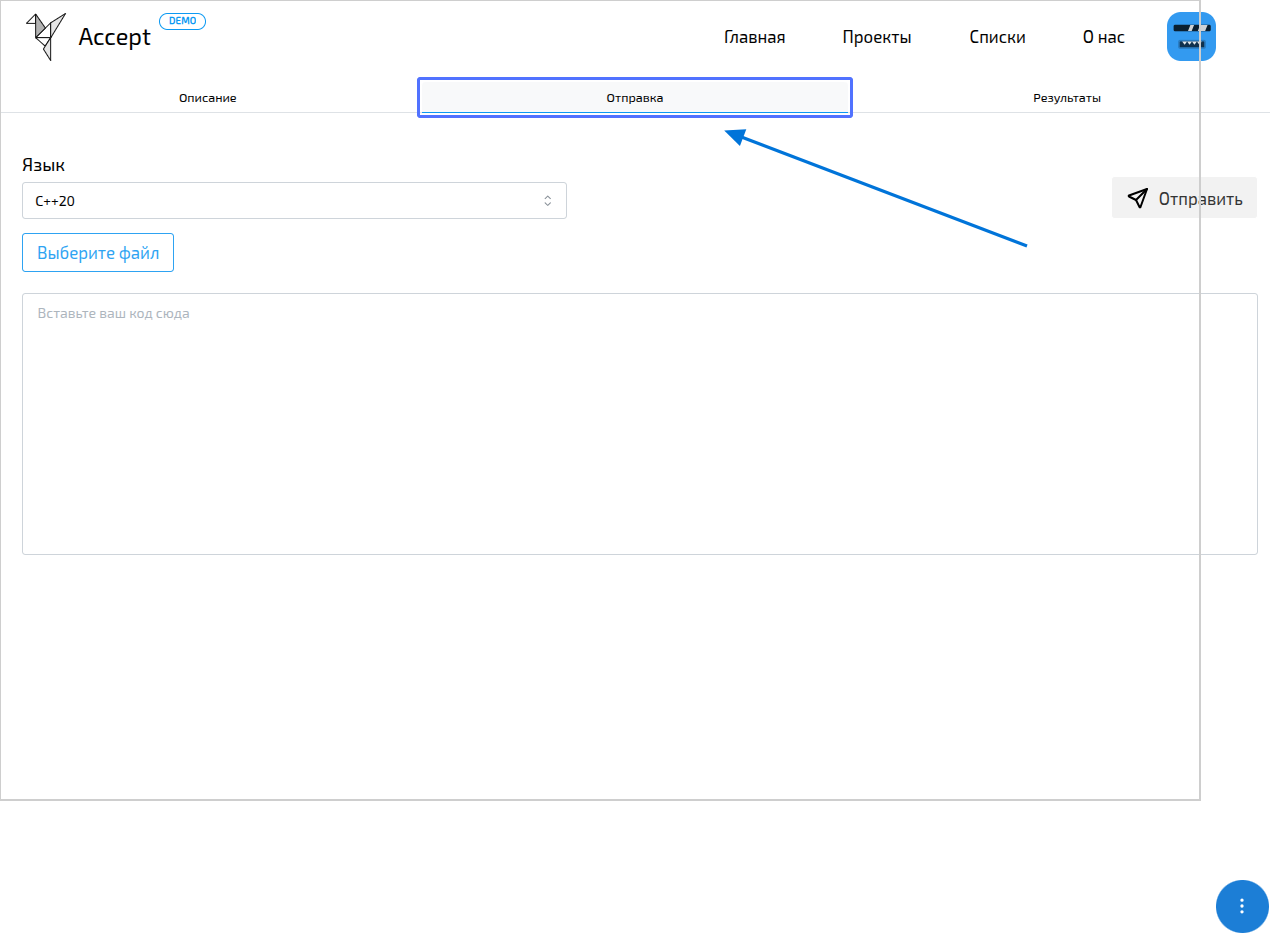 Accept
DEMO
Главная
Проекты
Списки
О нас
Описание
Отправка
Результаты
Язык
C++20
Отправить
Выберите файл
Вставьте ваш код сюда